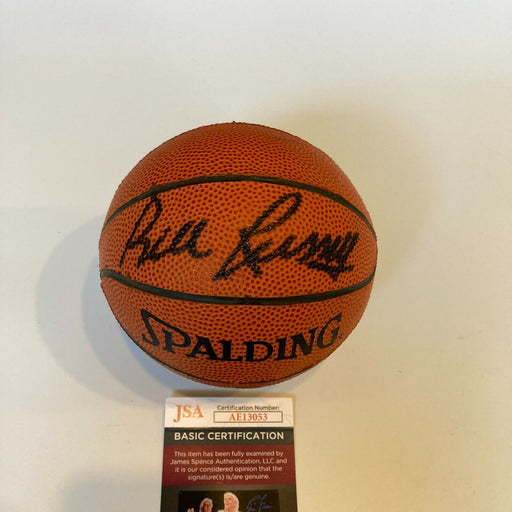 Bill Russell
SPALDING
JSA
Certification Number:
AE13053
BASIC CERTIFICATION
This item has been fully examined by
James Spence Authentication, LLC and
it is our considered opinion that the
signature(s) is/are genuine.